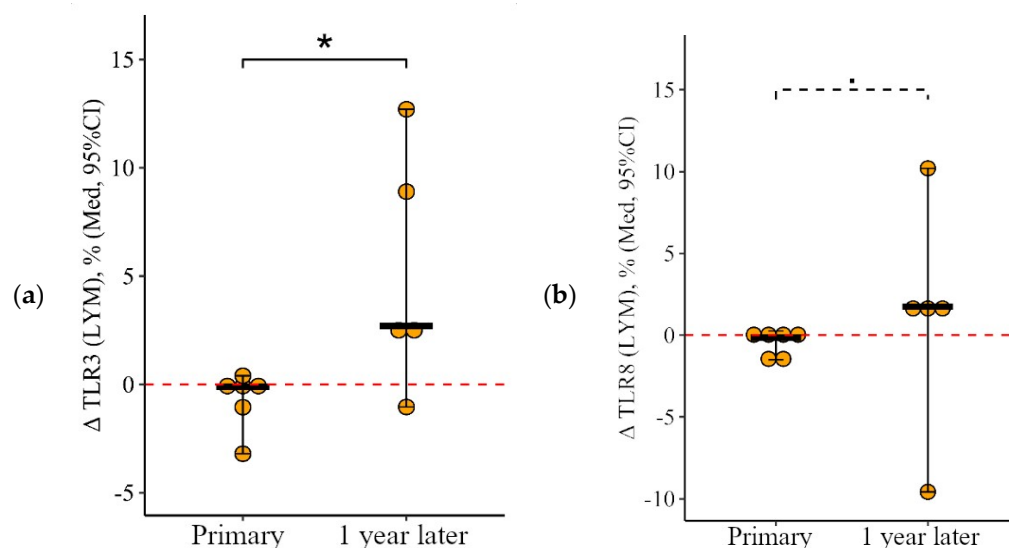 (a)
Δ TLR3 (LYM), % (Med, 95%CI)
15
10
5
0
-5
*
Primary 1 year later
(b)
Δ TLR8 (LYM), % (Med, 95%CI)
15
10
5
0
-5
-10
.
Primary 1 year later